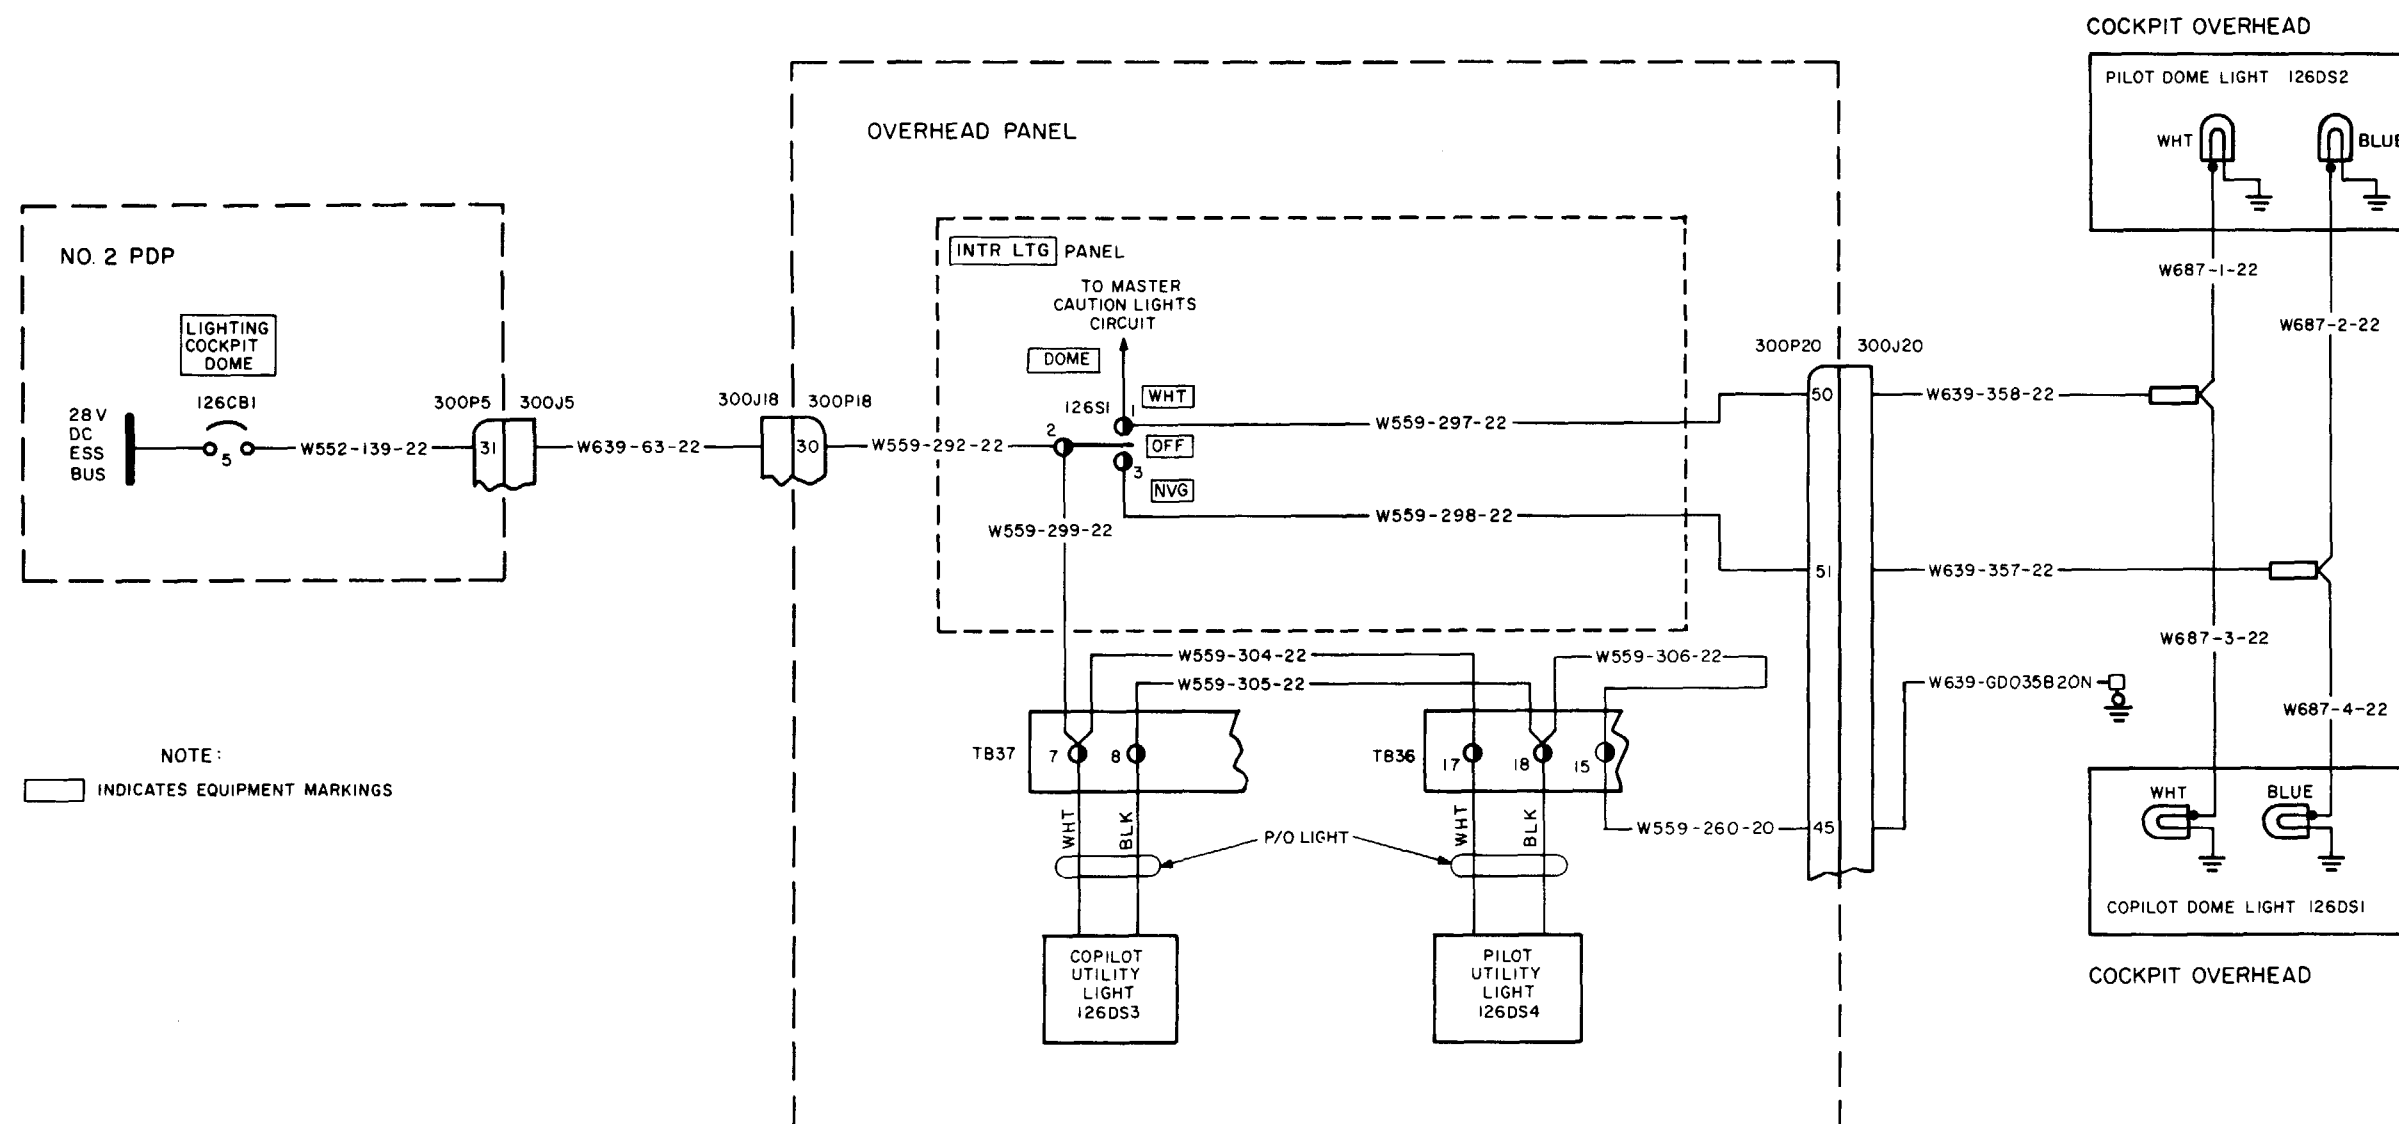 COCKPIT OVERHEAD
PILOT DOME LIGHT 126DS2
WHT
BLUE
W687-1-22
W687-2-22
OVERHEAD PANEL
NO. 2 PDP
LIGHTING
COCKPIT
DOME
28V
DC
ESS
BUS
126CB1
5
W552-139-22
300P5
300J5
31
W639-63-22
300J18
300P18
30
W559-292-22
INTR LTG PANEL
TO MASTER
CAUTION LIGHTS
CIRCUIT
DOME
126S1
1
WHT
2
OFF
3
NVG
W559-297-22
W559-298-22
W559-299-22
300P20
300J20
50
W639-358-22
51
W639-357-22
W687-3-22
W687-4-22
W559-304-22
W559-305-22
W559-306-22
W639-GD035B20N
TB37
7
8
TB36
17
18
15
WHT
BLK
P/O LIGHT
WHT
BLK
W559-260-20
45
NOTE:
INDICATES EQUIPMENT MARKINGS
COPILOT
UTILITY
LIGHT
126DS3
PILOT
UTILITY
LIGHT
126DS4
WHT
BLUE
COPILOT DOME LIGHT 126DS1
COCKPIT OVERHEAD